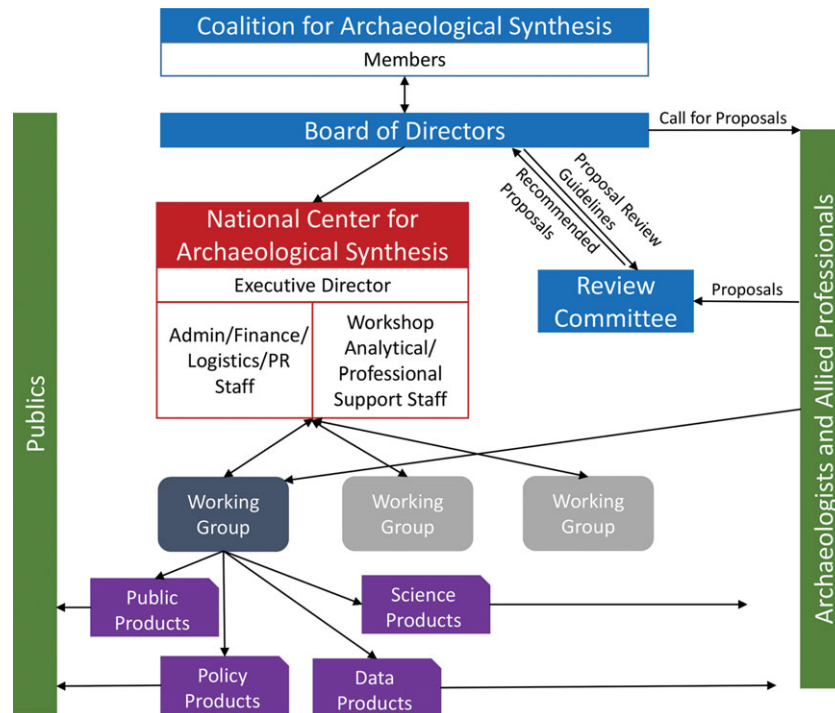 Coalition for Archaeological Synthesis
Members
Board of Directors
Call for Proposals
Proposal Review
Guidelines
Recommended
Proposals
National Center for
Archaeological Synthesis
Executive Director
Admin/Finance/
Logistics/PR
Staff
Workshop
Analytical/
Professional
Support Staff
Review
Committee
Proposals
Publics
Archaeologists and Allied Professionals
Working
Group
Working
Group
Working
Group
Public
Products
Science
Products
Policy
Products
Data
Products